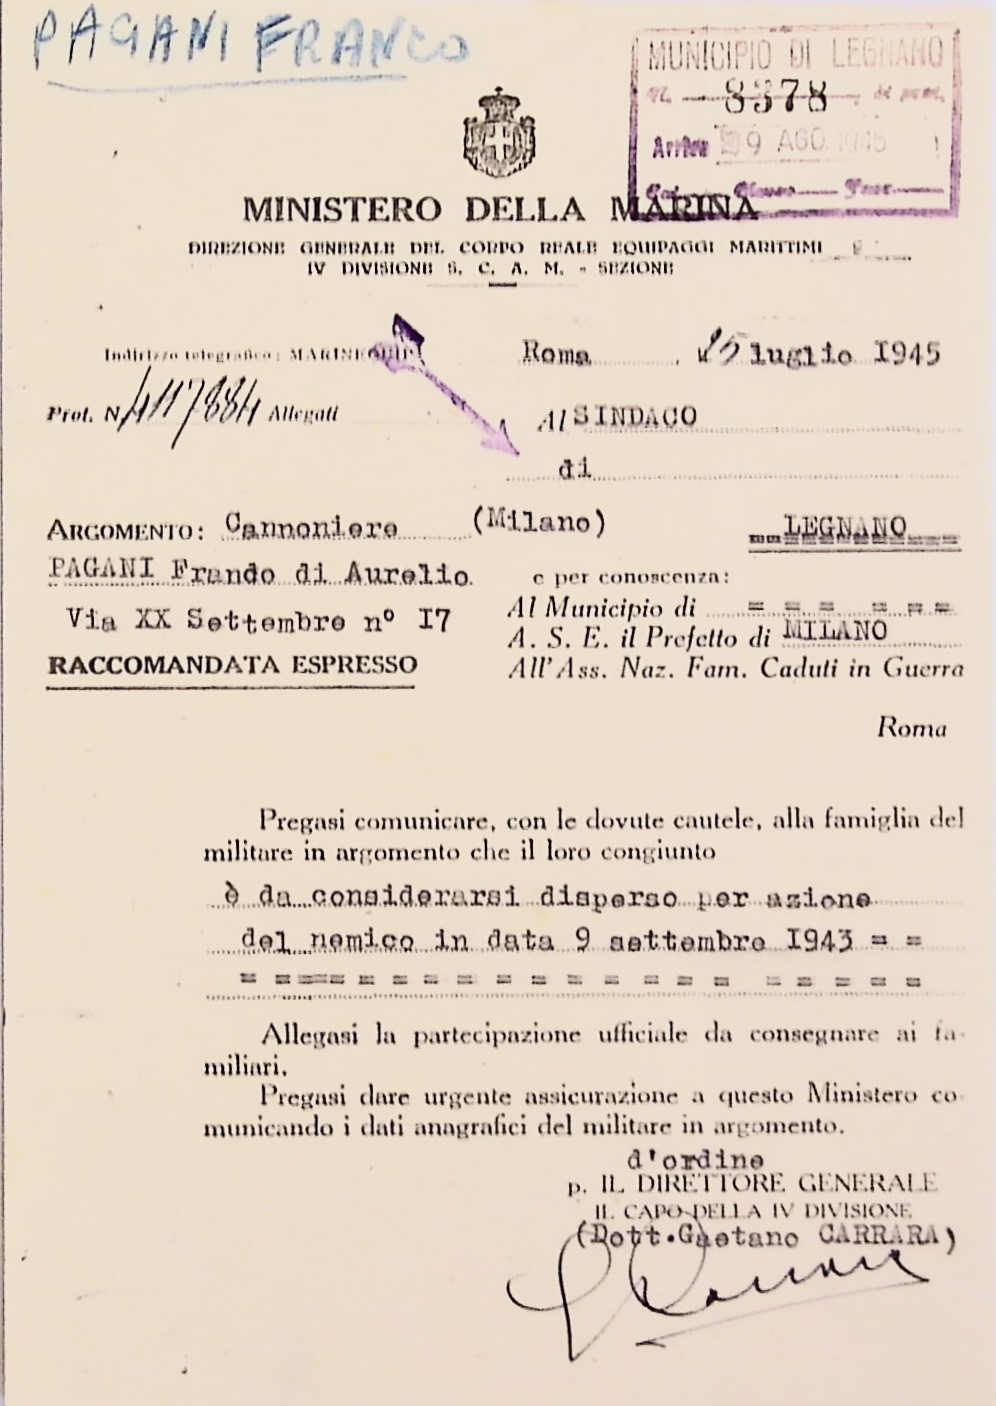 PAGANI FRANCO
MUNICIPIO DI LEGNANO
N. 8378 di prot.
Arrivo 9 AGO 1945
MINISTERO DELLA MARINA
DIREZIONE GENERALE DEL CORPO REALE EQUIPAGGI MARITTIMI
IV DIVISIONE S. C. A. M. - SEZIONE
Indirizzo telegrafico: MARINEQUIP
Roma, 25 luglio 1945
Prot. N. 4117884 Allegati
Al SINDACO
di
(Milano) LEGNANO
ARGOMENTO: Cannoniere
PAGANI Frando di Aurelio
Via XX Settembre n° I7
RACCOMANDATA ESPRESSO
e per conoscenza:
Al Municipio di = = = = = =
A. S. E. il Prefetto di MILANO
All'Ass. Naz. Fam. Caduti in Guerra
Roma
Pregasi comunicare, con le dovute cautele, alla famiglia del
militare in argomento che il loro congiunto
è da considerarsi disperso per azione
del nemico in data 9 settembre I943 = =
Allegasi la partecipazione ufficiale da consegnare ai fa-
miliari.
Pregasi dare urgente assicurazione a questo Ministero co-
municando i dati anagrafici del militare in argomento.
d'ordine
p. IL DIRETTORE GENERALE
IL CAPO DELLA IV DIVISIONE
(Dott.Gaetano CARRARA)